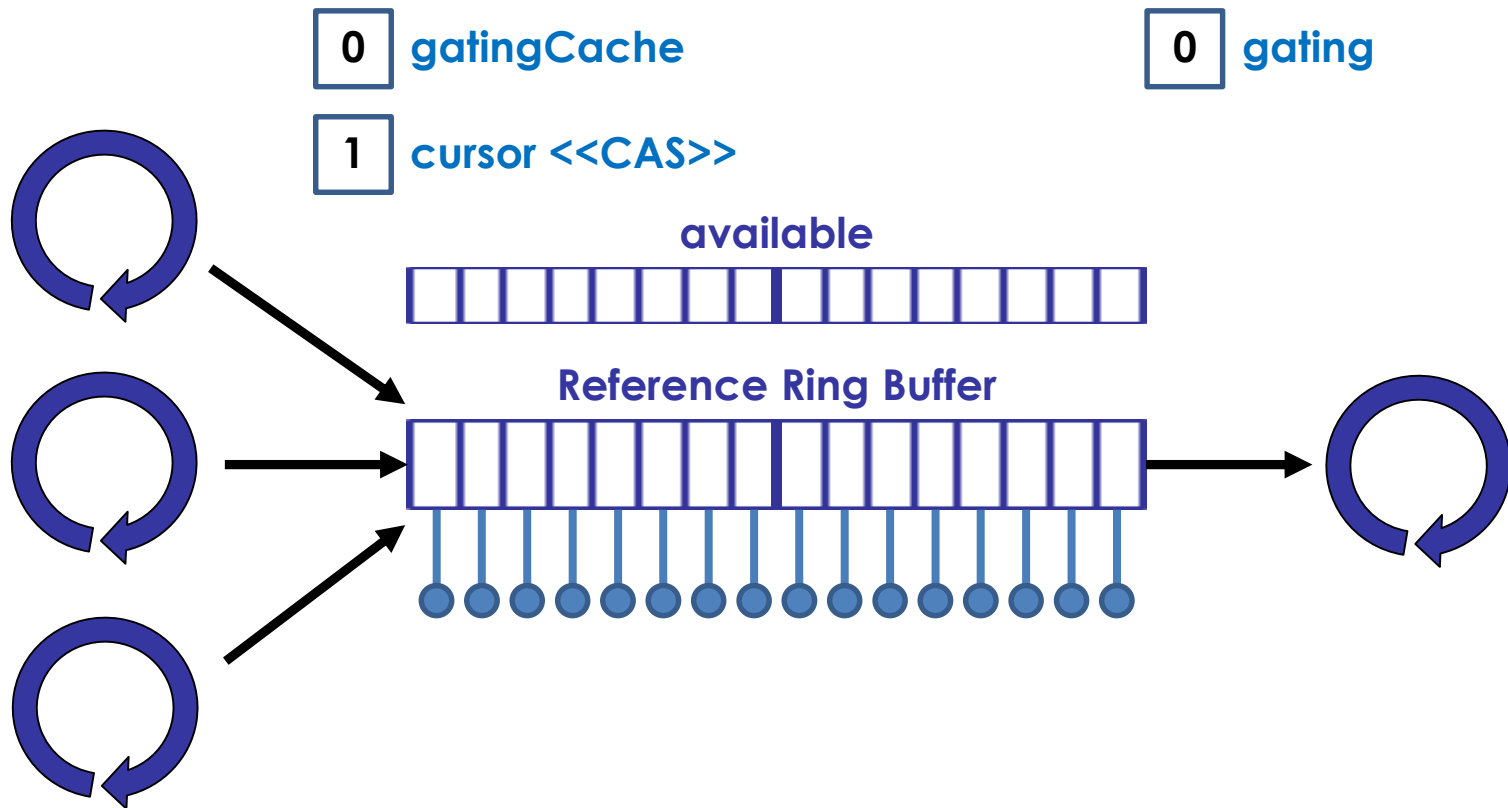 0 gatingCache
0 gating
1 cursor <<CAS>>
available
Reference Ring Buffer